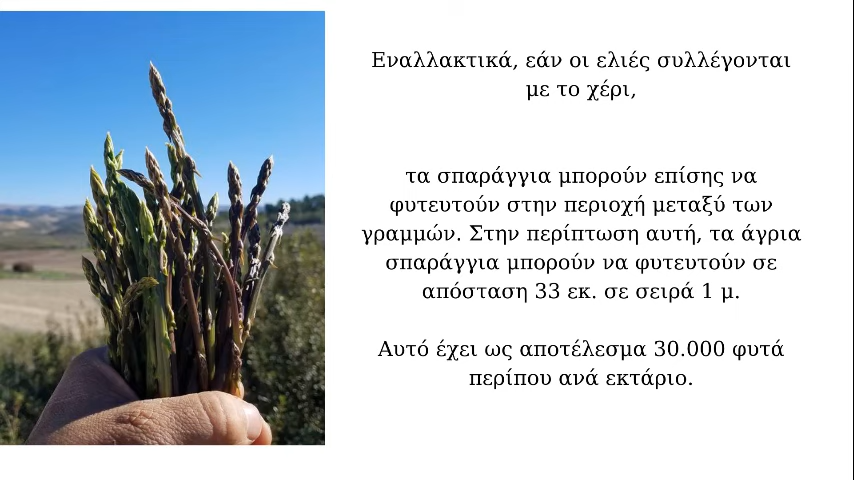 Εναλλακτικά, εάν οι ελιές συλλέγονται
με το χέρι,
τα σπαράγγια μπορούν επίσης να
φυτευτούν στην περιοχή μεταξύ των
γραμμών. Στην περίπτωση αυτή, τα άγρια
σπαράγγια μπορούν να φυτευτούν σε
απόσταση 33 εκ. σε σειρά 1 μ.
Αυτό έχει ως αποτέλεσμα 30.000 φυτά
περίπου ανά εκτάριο.